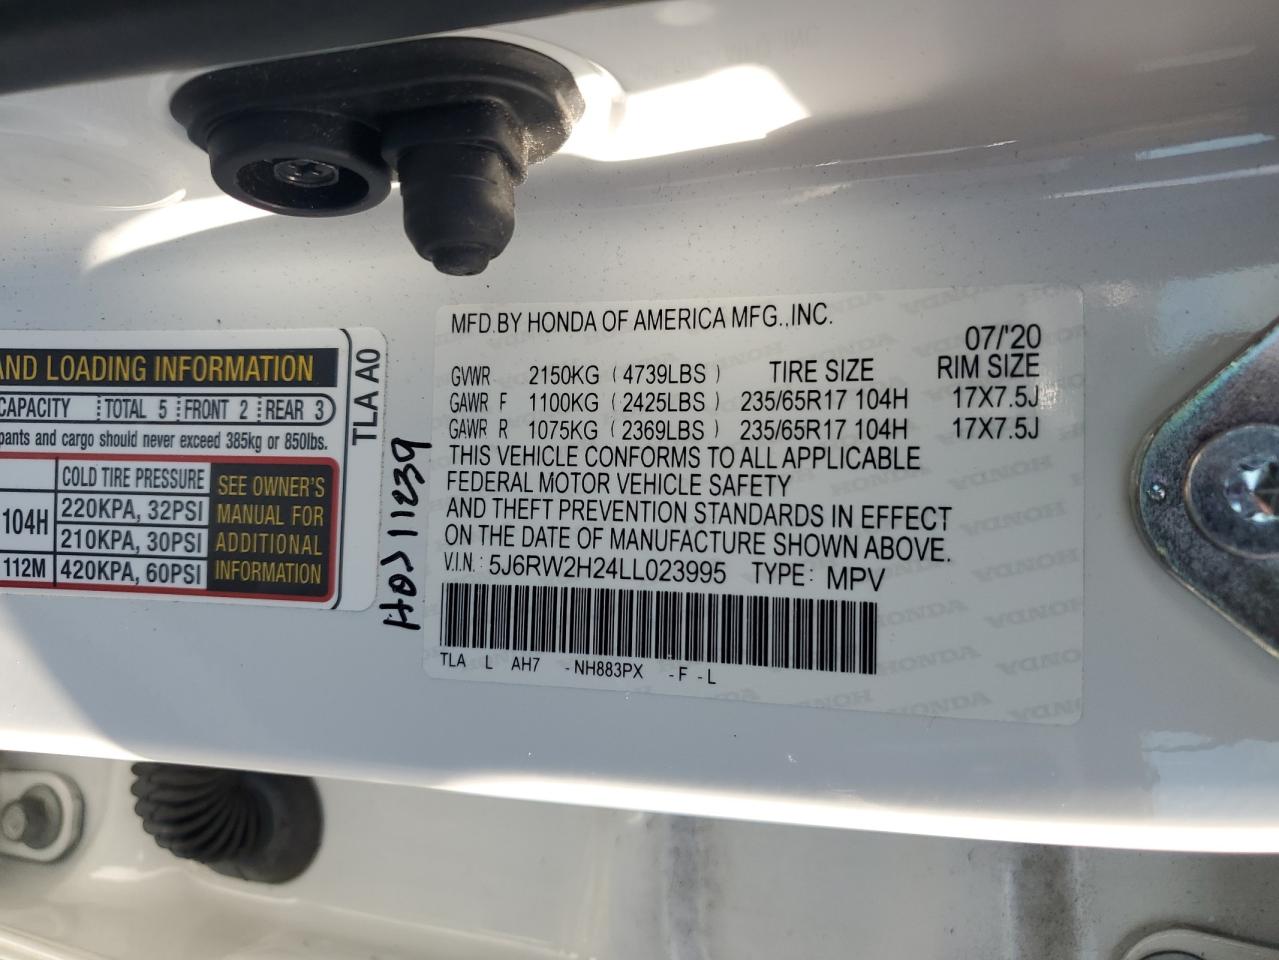 AND LOADING INFORMATION
CAPACITY TOTAL 5 FRONT 2 REAR 3
pants and cargo should never exceed 385kg or 850lbs.
COLD TIRE PRESSURE
220KPA, 32PSI
104H
210KPA, 30PSI
112M 420KPA, 60PSI
SEE OWNER'S
MANUAL FOR
ADDITIONAL
INFORMATION
TLA A0
MFD.BY HONDA OF AMERICA MFG.,INC.
07/'20
GVWR 2150KG (4739LBS) TIRE SIZE RIM SIZE
GAWR F 1100KG (2425LBS) 235/65R17 104H 17X7.5J
GAWR R 1075KG (2369LBS) 235/65R17 104H 17X7.5J
THIS VEHICLE CONFORMS TO ALL APPLICABLE
FEDERAL MOTOR VEHICLE SAFETY
AND THEFT PREVENTION STANDARDS IN EFFECT
ON THE DATE OF MANUFACTURE SHOWN ABOVE.
V.I.N.: 5J6RW2H24LL023995 TYPE: MPV
TLA L AH7 -NH883PX -F -L
HONDA